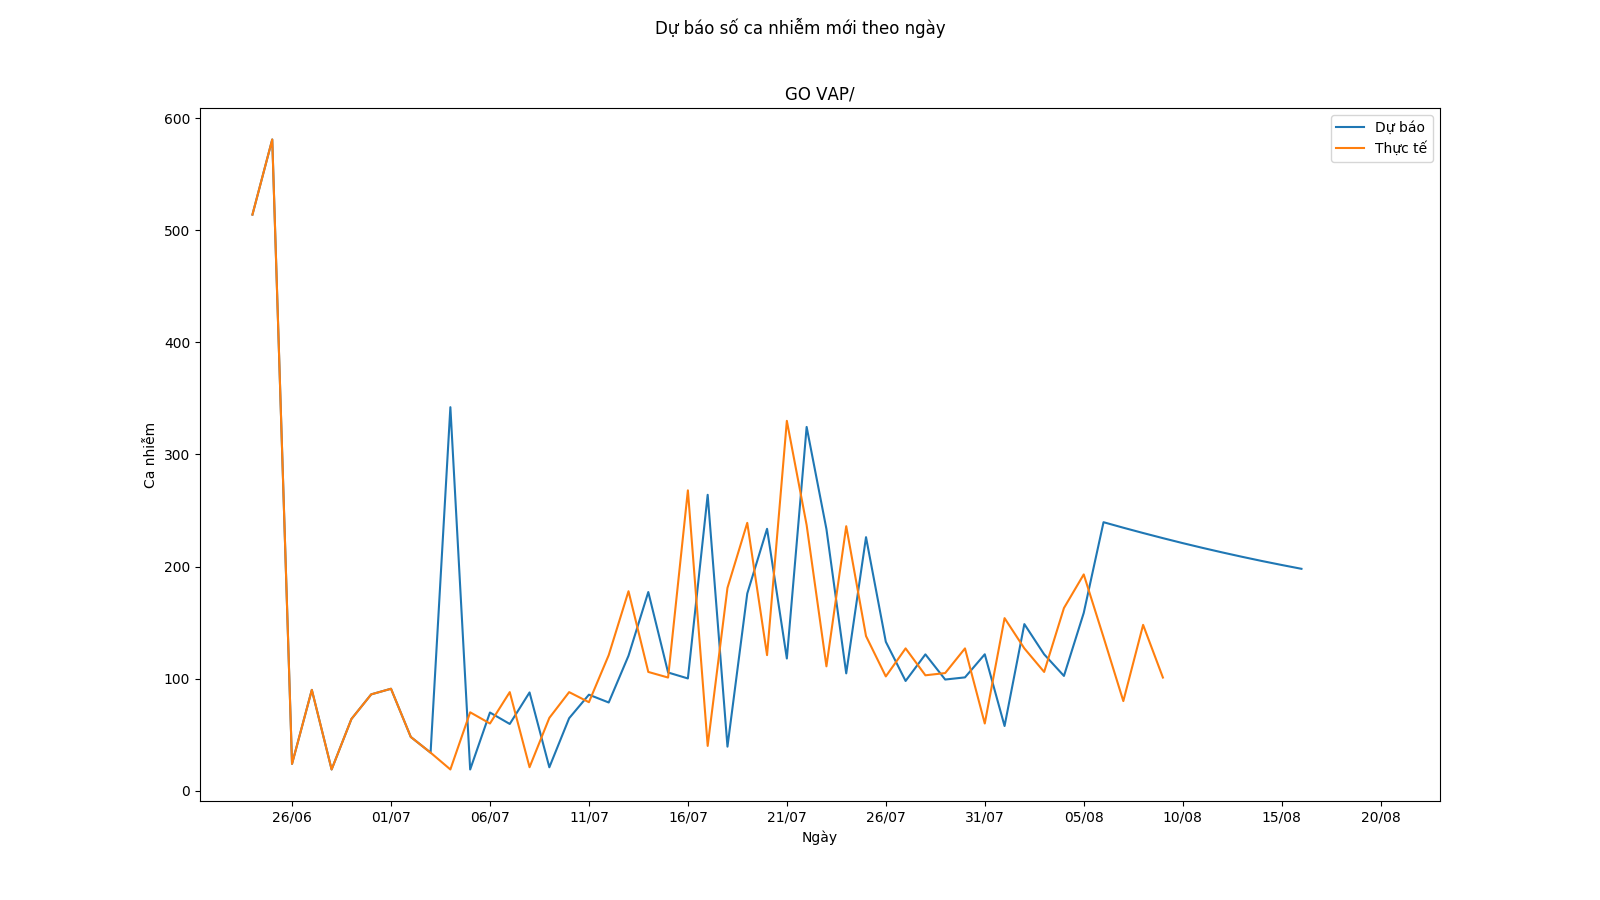 Dự báo số ca nhiễm mới theo ngày
GO VAP/
Dự báo
Thực tế
Ca nhiễm
600
500
400
300
200
100
0
26/06 01/07 06/07 11/07 16/07 21/07 26/07 31/07 05/08 10/08 15/08 20/08
Ngày